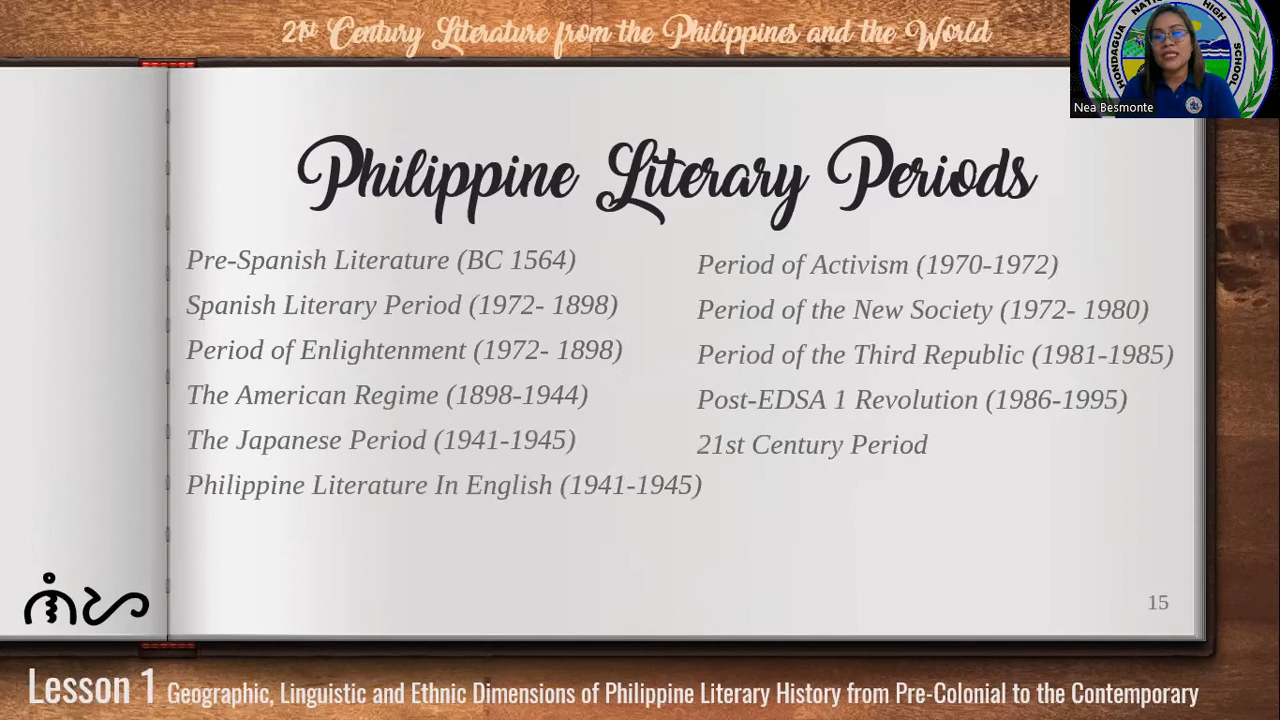 21st Century Literature from the Philippines and the World
HONDAGUA NATIONAL HIGH SCHOOL
Nea Besmonte
Philippine Literary Periods
Pre-Spanish Literature (BC 1564)
Spanish Literary Period (1972- 1898)
Period of Enlightenment (1972- 1898)
The American Regime (1898-1944)
The Japanese Period (1941-1945)
Philippine Literature In English (1941-1945)
Period of Activism (1970-1972)
Period of the New Society (1972- 1980)
Period of the Third Republic (1981-1985)
Post-EDSA 1 Revolution (1986-1995)
21st Century Period
15
Lesson 1 Geographic, Linguistic and Ethnic Dimensions of Philippine Literary History from Pre-Colonial to the Contemporary